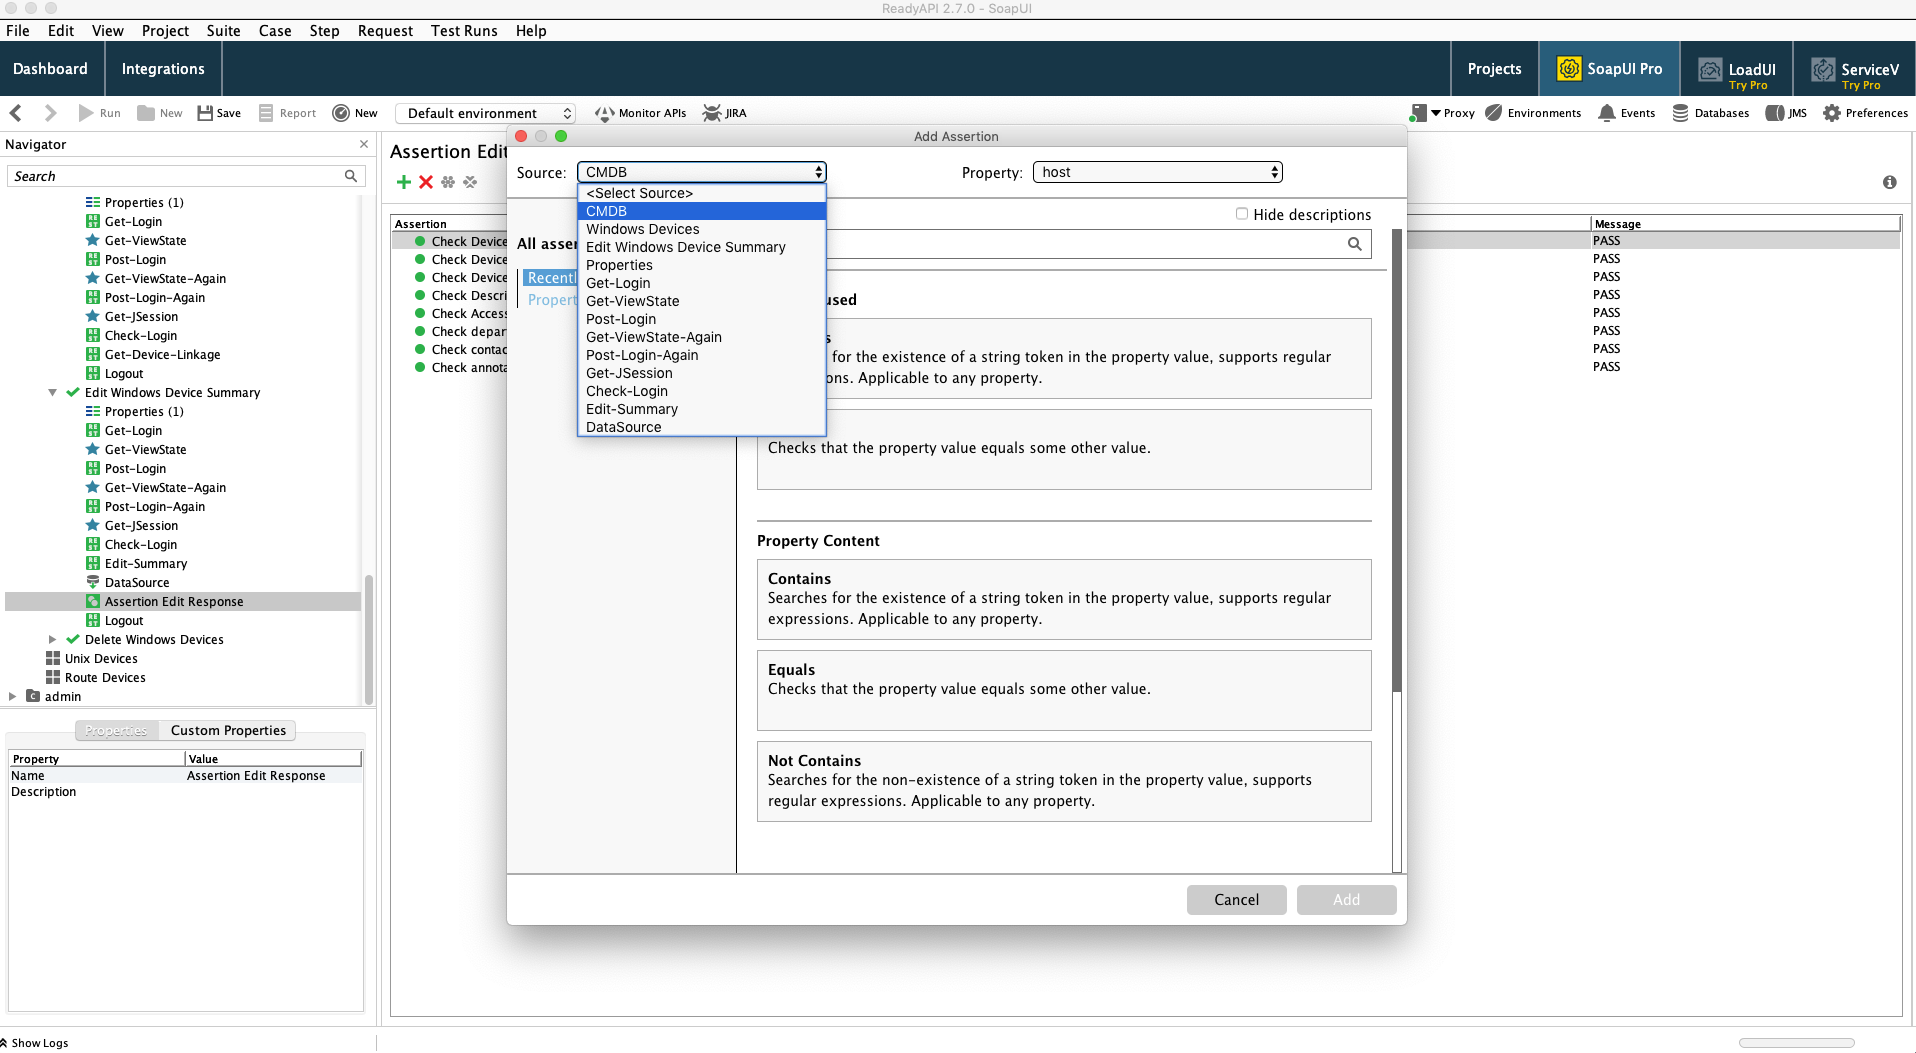 ReadyAPI 2.7.0 - SoapUI
File Edit View Project Suite Case Step Request Test Runs Help
Dashboard Integrations Projects SoapUI Pro LoadUI Try Pro ServiceV Try Pro
Run New Save Report New Default environment Monitor APIs JIRA Proxy Environments Events Databases JMS Preferences
Navigator
Search
Properties (1)
Get-Login
Get-ViewState
Post-Login
Get-ViewState-Again
Post-Login-Again
Get-JSession
Check-Login
Get-Device-Linkage
Logout
Edit Windows Device Summary
Properties (1)
Get-Login
Get-ViewState
Post-Login
Get-ViewState-Again
Post-Login-Again
Get-JSession
Check-Login
Edit-Summary
DataSource
Assertion Edit Response
Logout
Delete Windows Devices
Unix Devices
Route Devices
admin
Properties Custom Properties
Property Value
Name Assertion Edit Response
Description
Show Logs
Assertion Edit
Assertion
Check Device
Check Device
Check Device
Check Descri
Check Acces
Check depar
Check contac
Check annota
Message
PASS
PASS
PASS
PASS
PASS
PASS
PASS
PASS
Add Assertion
Source: CMDB Property: host
<Select Source>
CMDB
Windows Devices
Edit Windows Device Summary
Properties
Get-Login
Get-ViewState
Post-Login
Get-ViewState-Again
Post-Login-Again
Get-JSession
Check-Login
Edit-Summary
DataSource
Hide descriptions
All asser
Recentl
Propert
used
s
for the existence of a string token in the property value, supports regular
ons. Applicable to any property.
Checks that the property value equals some other value.
Property Content
Contains
Searches for the existence of a string token in the property value, supports regular
expressions. Applicable to any property.
Equals
Checks that the property value equals some other value.
Not Contains
Searches for the non-existence of a string token in the property value, supports
regular expressions. Applicable to any property.
Cancel Add